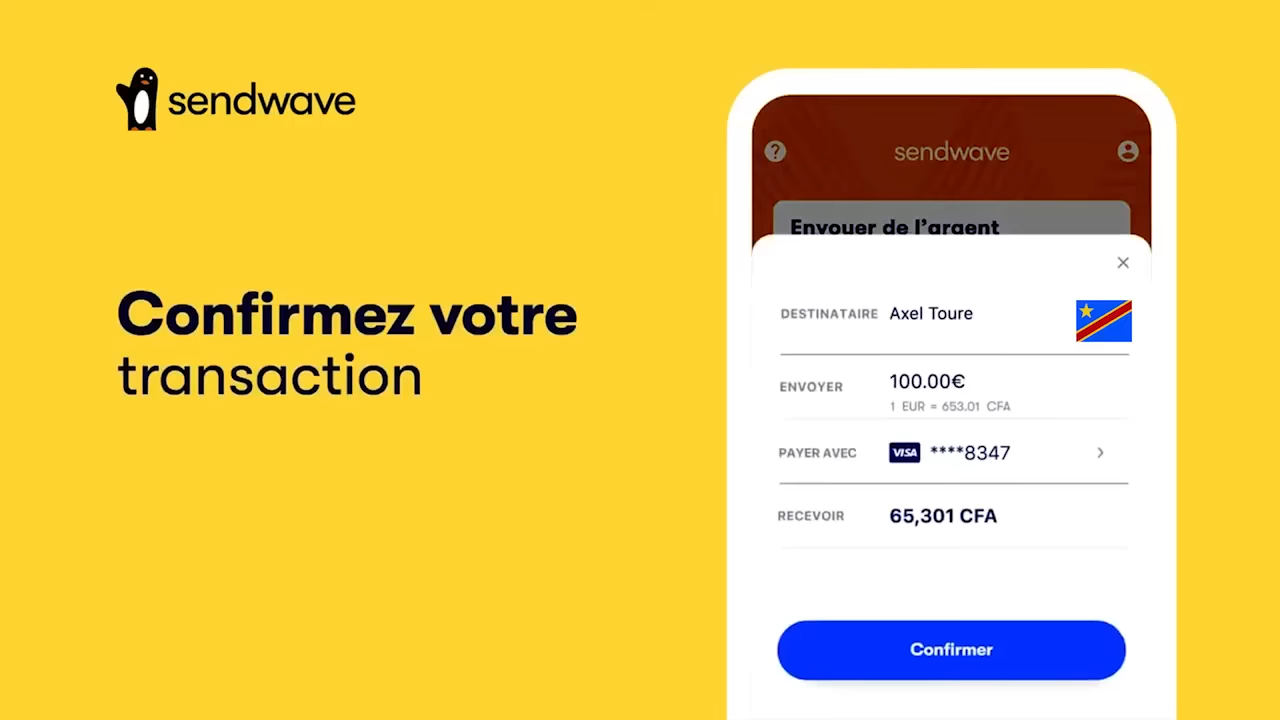 sendwave
Confirmez votre
transaction
sendwave
Envoyer de l'argent
DESTINATAIRE Axel Toure
ENVOYER 100.00€
1 EUR = 653.01 CFA
PAYER AVEC VISA ****8347
RECEVOIR 65,301 CFA
Confirmer